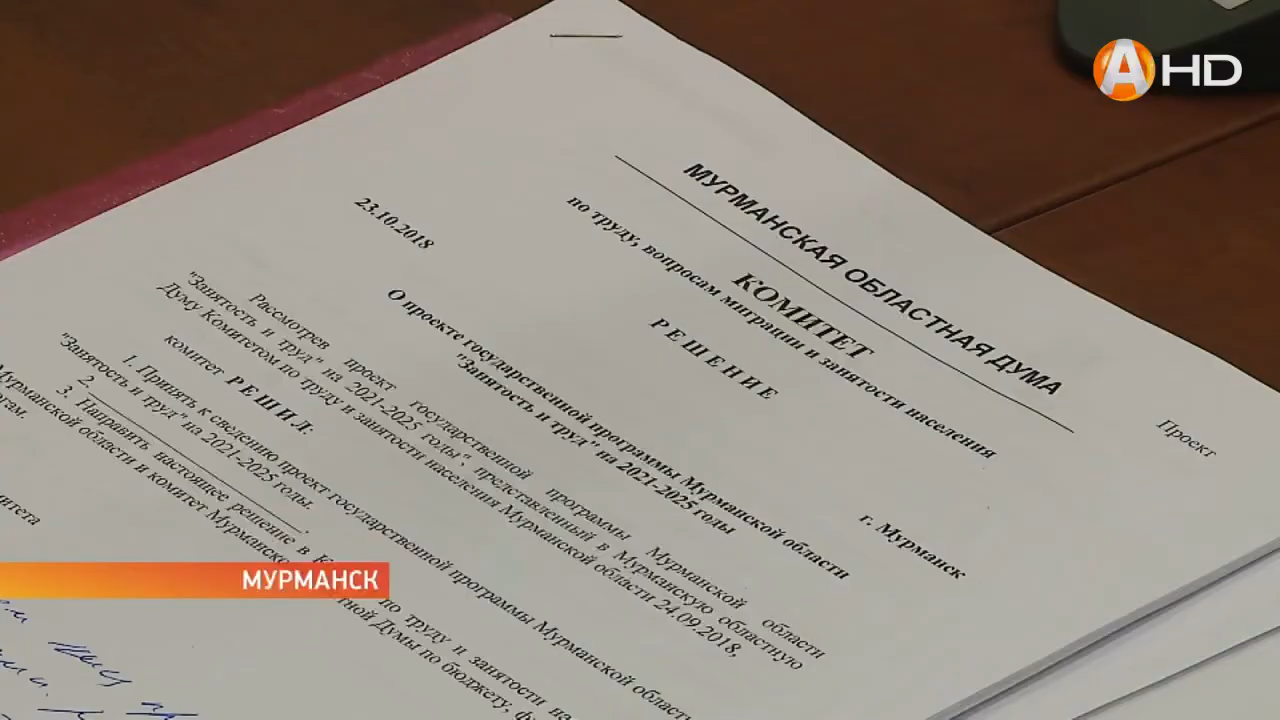 А HD
МУРМАНСКАЯ ОБЛАСТНАЯ ДУМА
Проект
КОМИТЕТ
по труду, вопросам миграции и занятости населения
РЕШЕНИЕ
23.10.2018
г. Мурманск
О проекте государственной программы Мурманской области
"Занятость и труд" на 2021-2025 годы
Рассмотрев проект государственной программы Мурманской области
"Занятость и труд" на 2021-2025 годы", представленный в Мурманскую областную
Думу Комитетом по труду и занятости населения Мурманской области 24.09.2018,
комитет РЕШИЛ:
1. Принять к сведению проект государственной программы Мурманской области
"Занятость и труд" на 2021-2025 годы.
2.
3. Направить настоящее решение в по труду и занятости
Мурманской области и комитет Думы по бюджету,
МУРМАНСК